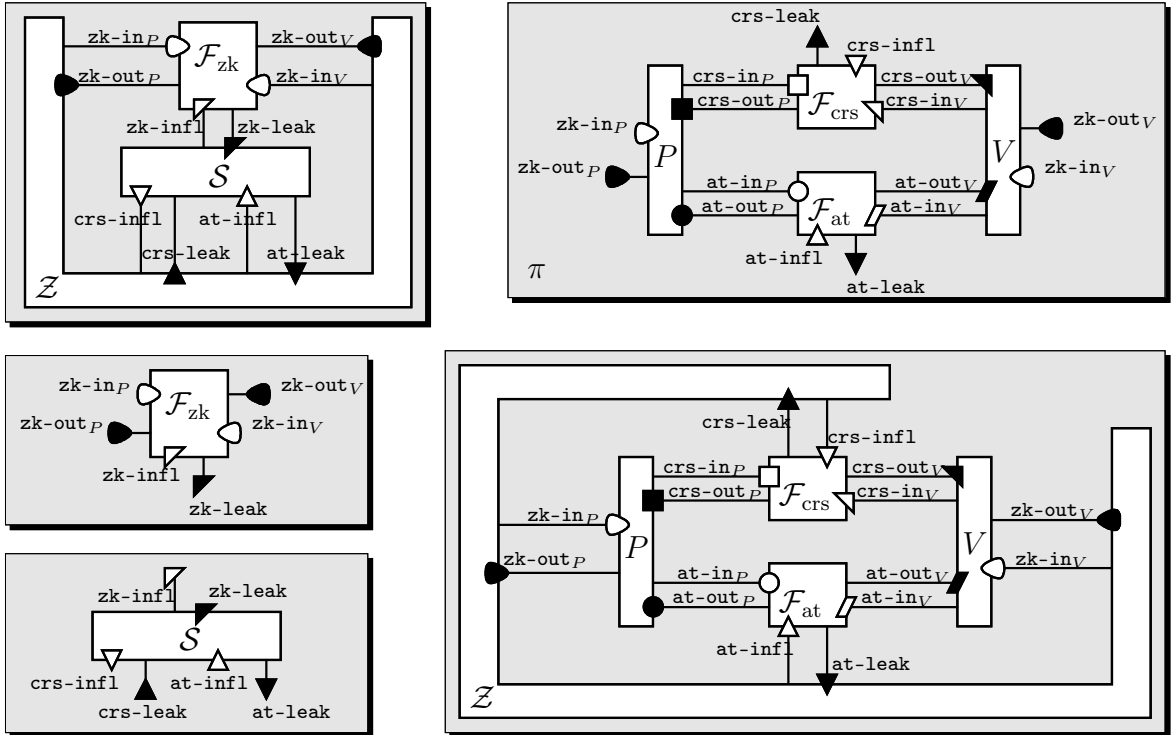 zk-in_P zk-out_V
F_zk
zk-out_P zk-in_V
zk-infl zk-leak
S
crs-infl at-infl
crs-leak at-leak
Z
crs-leak
crs-infl
crs-in_P crs-out_V
F_crs
crs-out_P crs-in_V
zk-in_P zk-out_V
P V
zk-out_P zk-in_V
at-in_P at-out_V
F_at
at-out_P at-in_V
at-infl
π at-leak
zk-in_P zk-out_V
F_zk
zk-out_P zk-in_V
zk-infl
zk-leak
zk-infl zk-leak
S
crs-infl at-infl
crs-leak at-leak
crs-leak
crs-infl
crs-in_P crs-out_V
F_crs
crs-out_P crs-in_V
zk-in_P zk-out_V
P V
zk-out_P zk-in_V
at-in_P at-out_V
F_at
at-out_P at-in_V
at-infl at-leak
Z